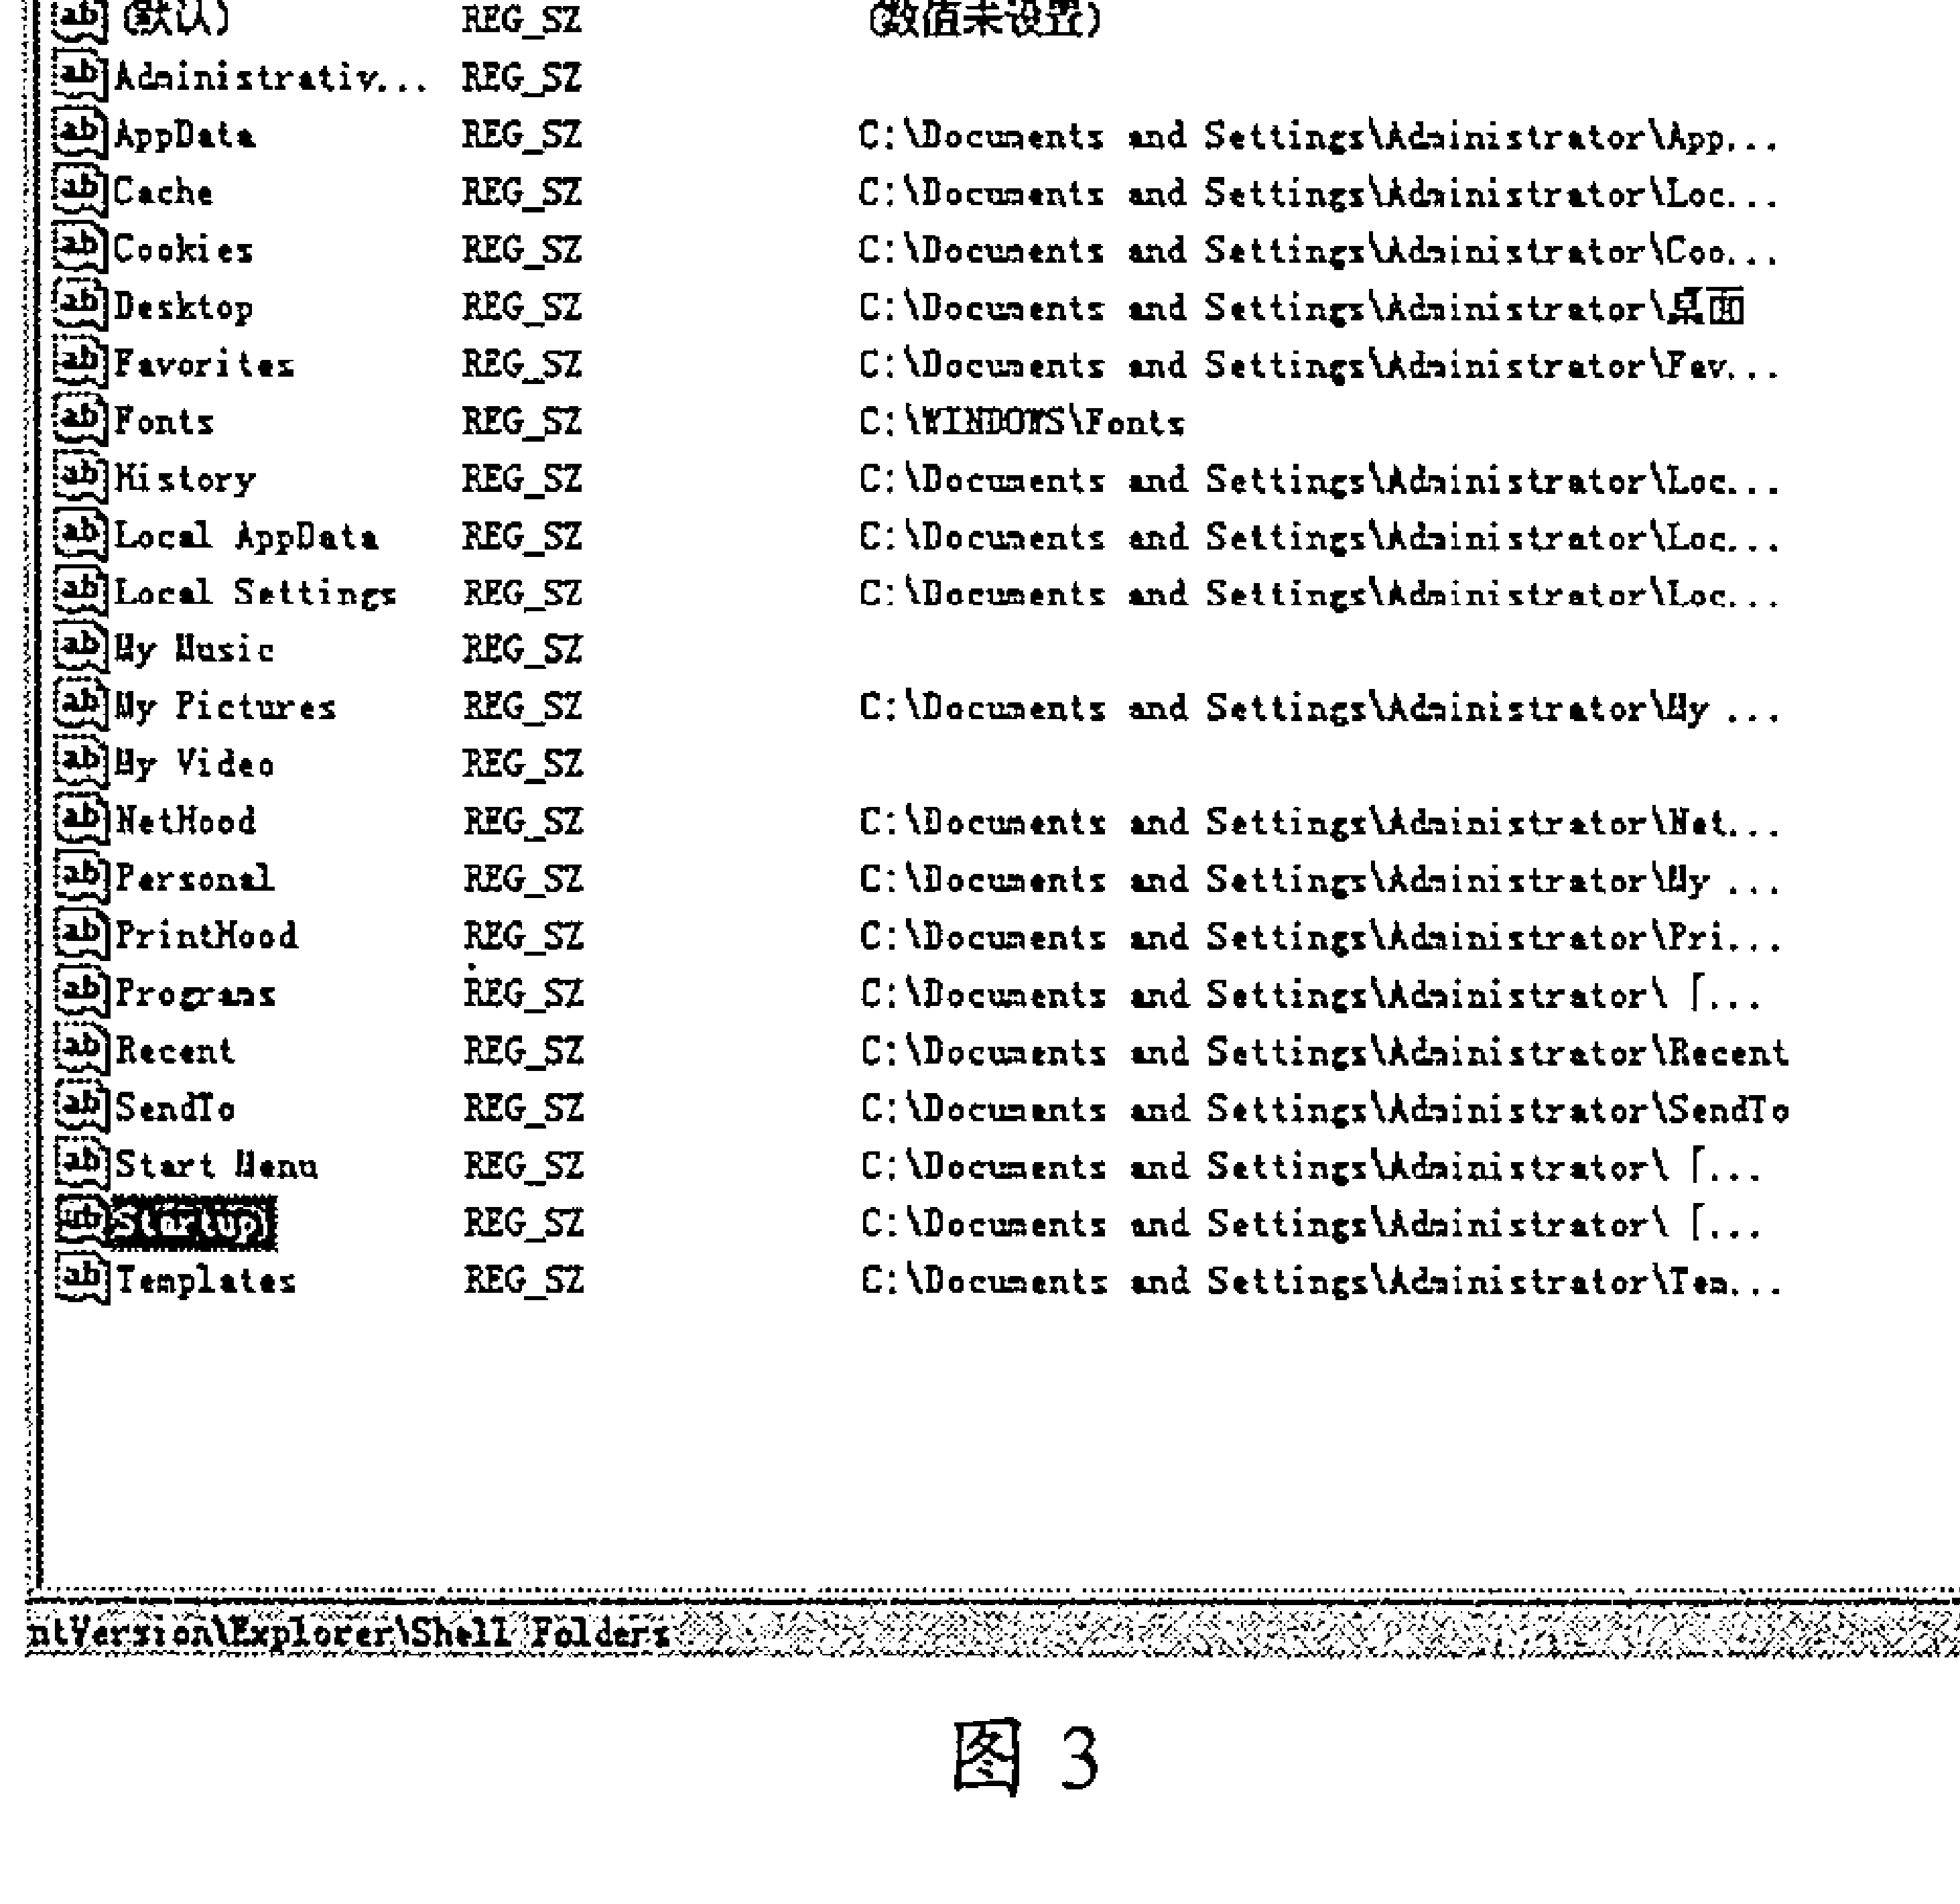 (默认) REG_SZ (数值未设置)
Administrativ... REG_SZ
AppData REG_SZ C:\Documents and Settings\Administrator\App...
Cache REG_SZ C:\Documents and Settings\Administrator\Loc...
Cookies REG_SZ C:\Documents and Settings\Administrator\Coo...
Desktop REG_SZ C:\Documents and Settings\Administrator\桌面
Favorites REG_SZ C:\Documents and Settings\Administrator\Fav...
Fonts REG_SZ C:\WINDOWS\Fonts
History REG_SZ C:\Documents and Settings\Administrator\Loc...
Local AppData REG_SZ C:\Documents and Settings\Administrator\Loc...
Local Settings REG_SZ C:\Documents and Settings\Administrator\Loc...
My Music REG_SZ
My Pictures REG_SZ C:\Documents and Settings\Administrator\My ...
My Video REG_SZ
NetHood REG_SZ C:\Documents and Settings\Administrator\Net...
Personal REG_SZ C:\Documents and Settings\Administrator\My ...
PrintHood REG_SZ C:\Documents and Settings\Administrator\Pri...
Programs REG_SZ C:\Documents and Settings\Administrator\「...
Recent REG_SZ C:\Documents and Settings\Administrator\Recent
SendTo REG_SZ C:\Documents and Settings\Administrator\SendTo
Start Menu REG_SZ C:\Documents and Settings\Administrator\「...
Startup REG_SZ C:\Documents and Settings\Administrator\「...
Templates REG_SZ C:\Documents and Settings\Administrator\Tem...
ntVersion\Explorer\Shell Folders
图 3